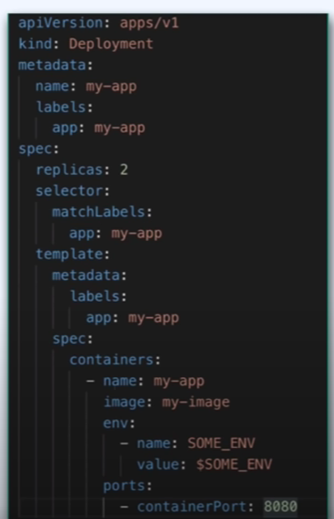 apiVersion: apps/v1
kind: Deployment
metadata:
  name: my-app
  labels:
    app: my-app
spec:
  replicas: 2
  selector:
    matchLabels:
      app: my-app
  template:
    metadata:
      labels:
        app: my-app
    spec:
      containers:
        - name: my-app
          image: my-image
          env:
            - name: SOME_ENV
              value: $SOME_ENV
          ports:
            - containerPort: 8080